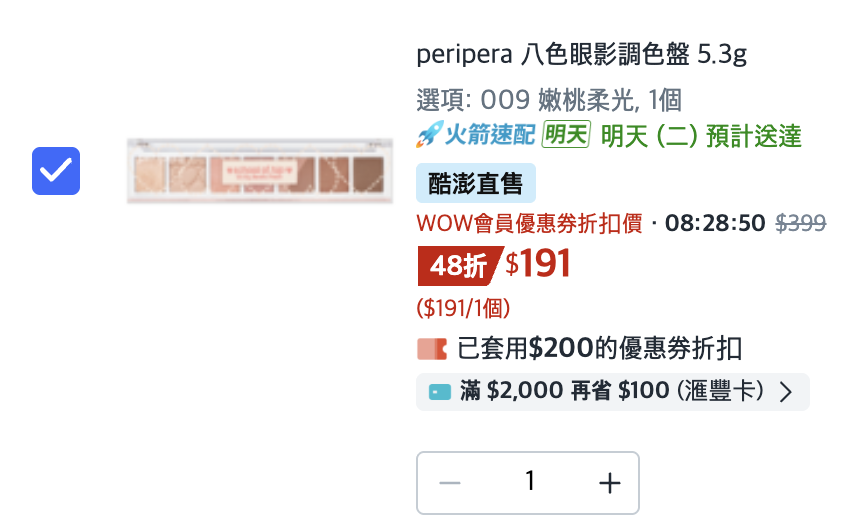 peripera 八色眼影調色盤 5.3g
選項: 009 嫩桃柔光, 1個
火箭速配 明天 明天 (二) 預計送達
酷澎直售
WOW會員優惠券折扣價 · 08:28:50 $399
48折 $191
($191/1個)
已套用$200的優惠券折扣
滿 $2,000 再省 $100 (滙豐卡)
1